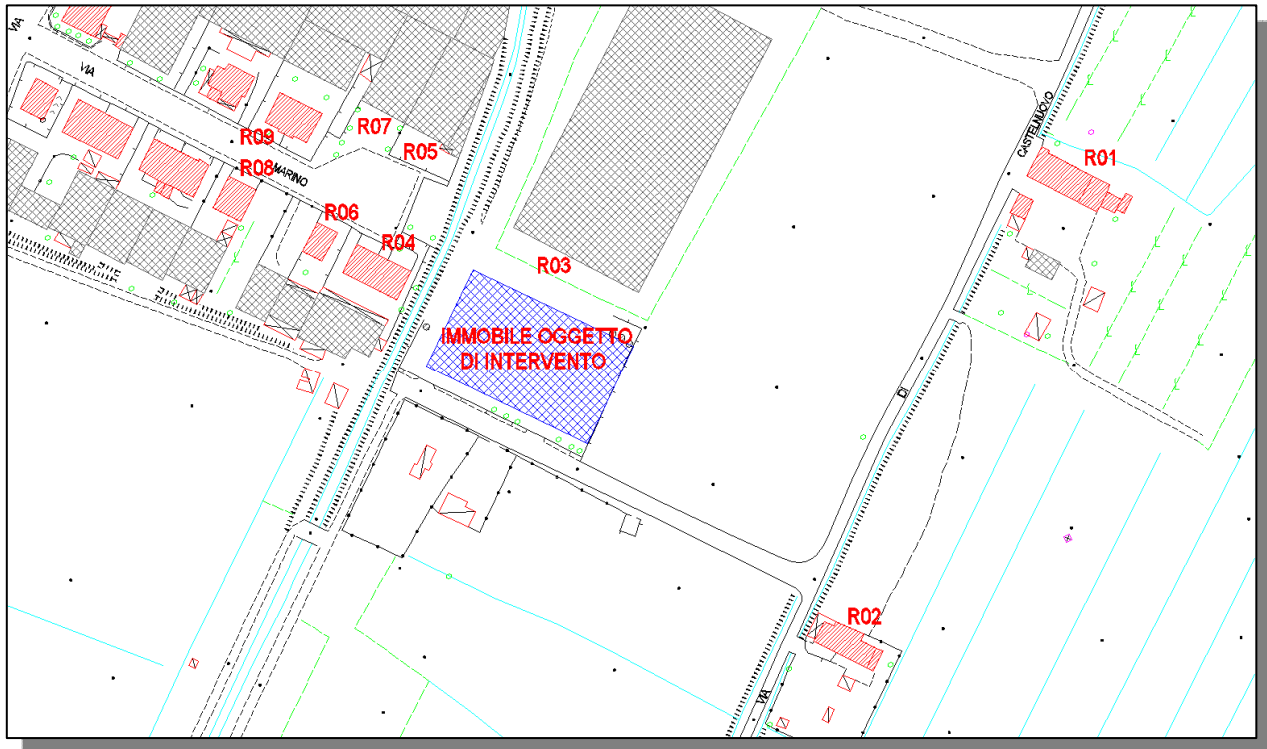 VIA
VIA
MARINO
R09
R08
R07
R05
R06
R04
R03
IMMOBILE OGGETTO
DI INTERVENTO
CASTELNUOVO
R01
DI
R02
VIA